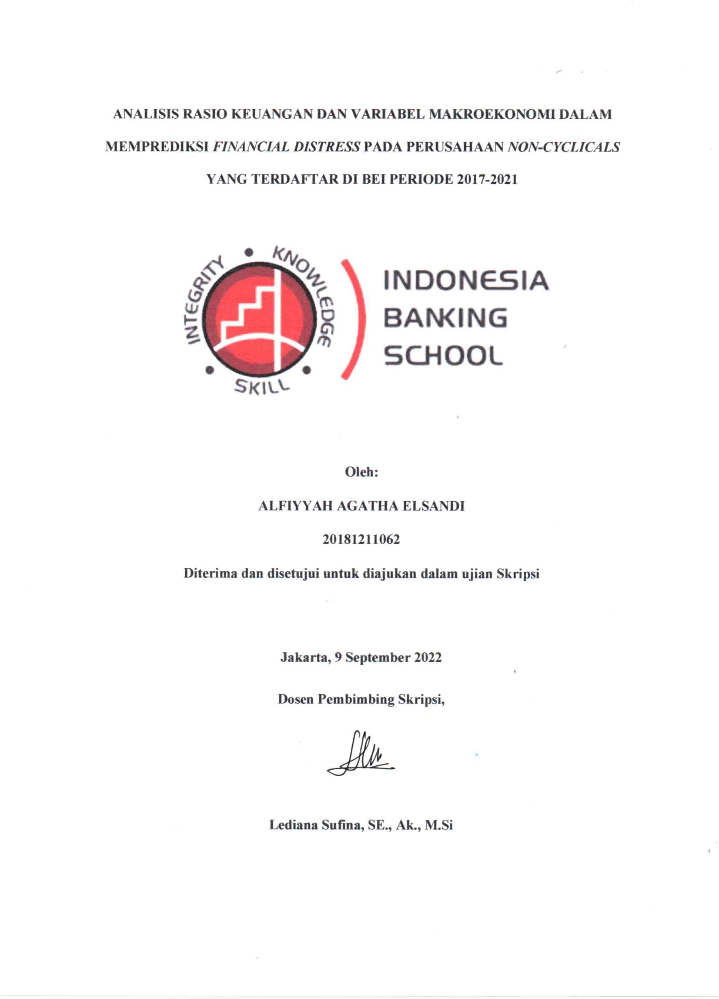 ANALISIS RASIO KEUANGAN DAN VARIABEL MAKROEKONOMI DALAM
MEMPREDIKSI FINANCIAL DISTRESS PADA PERUSAHAAN NON-CYCLICALS
YANG TERDAFTAR DI BEI PERIODE 2017-2021
INTEGRITY • KNOWLEDGE • SKILL •
INDONESIA
BANKING
SCHOOL
Oleh:
ALFIYYAH AGATHA ELSANDI
20181211062
Diterima dan disetujui untuk diajukan dalam ujian Skripsi
Jakarta, 9 September 2022
Dosen Pembimbing Skripsi,
Lediana Sufina, SE., Ak., M.Si